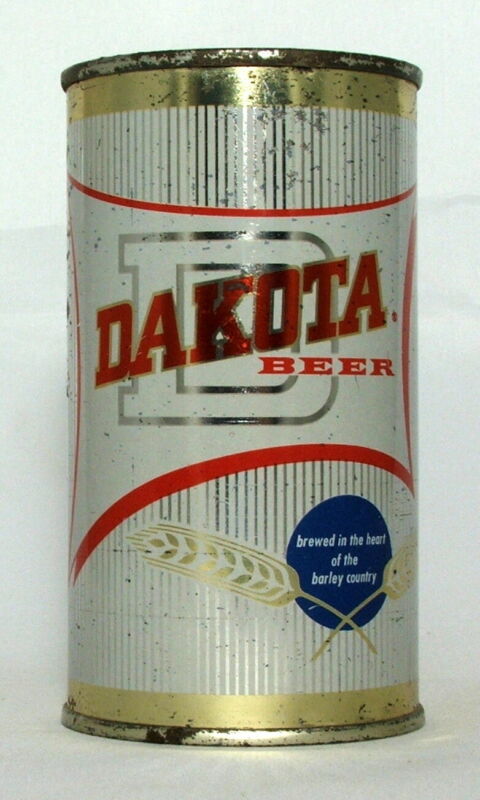 D
DAKOTA
BEER
brewed in the heart
of the
barley country